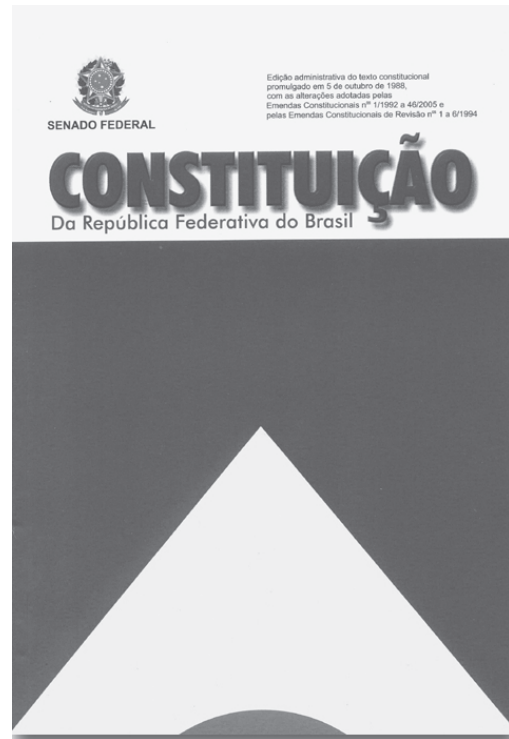 SENADO FEDERAL
Edição administrativa do texto constitucional
promulgado em 5 de outubro de 1988,
com as alterações adotadas pelas
Emendas Constitucionais nºs 1/1992 a 46/2005 e
pelas Emendas Constitucionais de Revisão nºs 1 a 6/1994
CONSTITUIÇÃO
Da República Federativa do Brasil